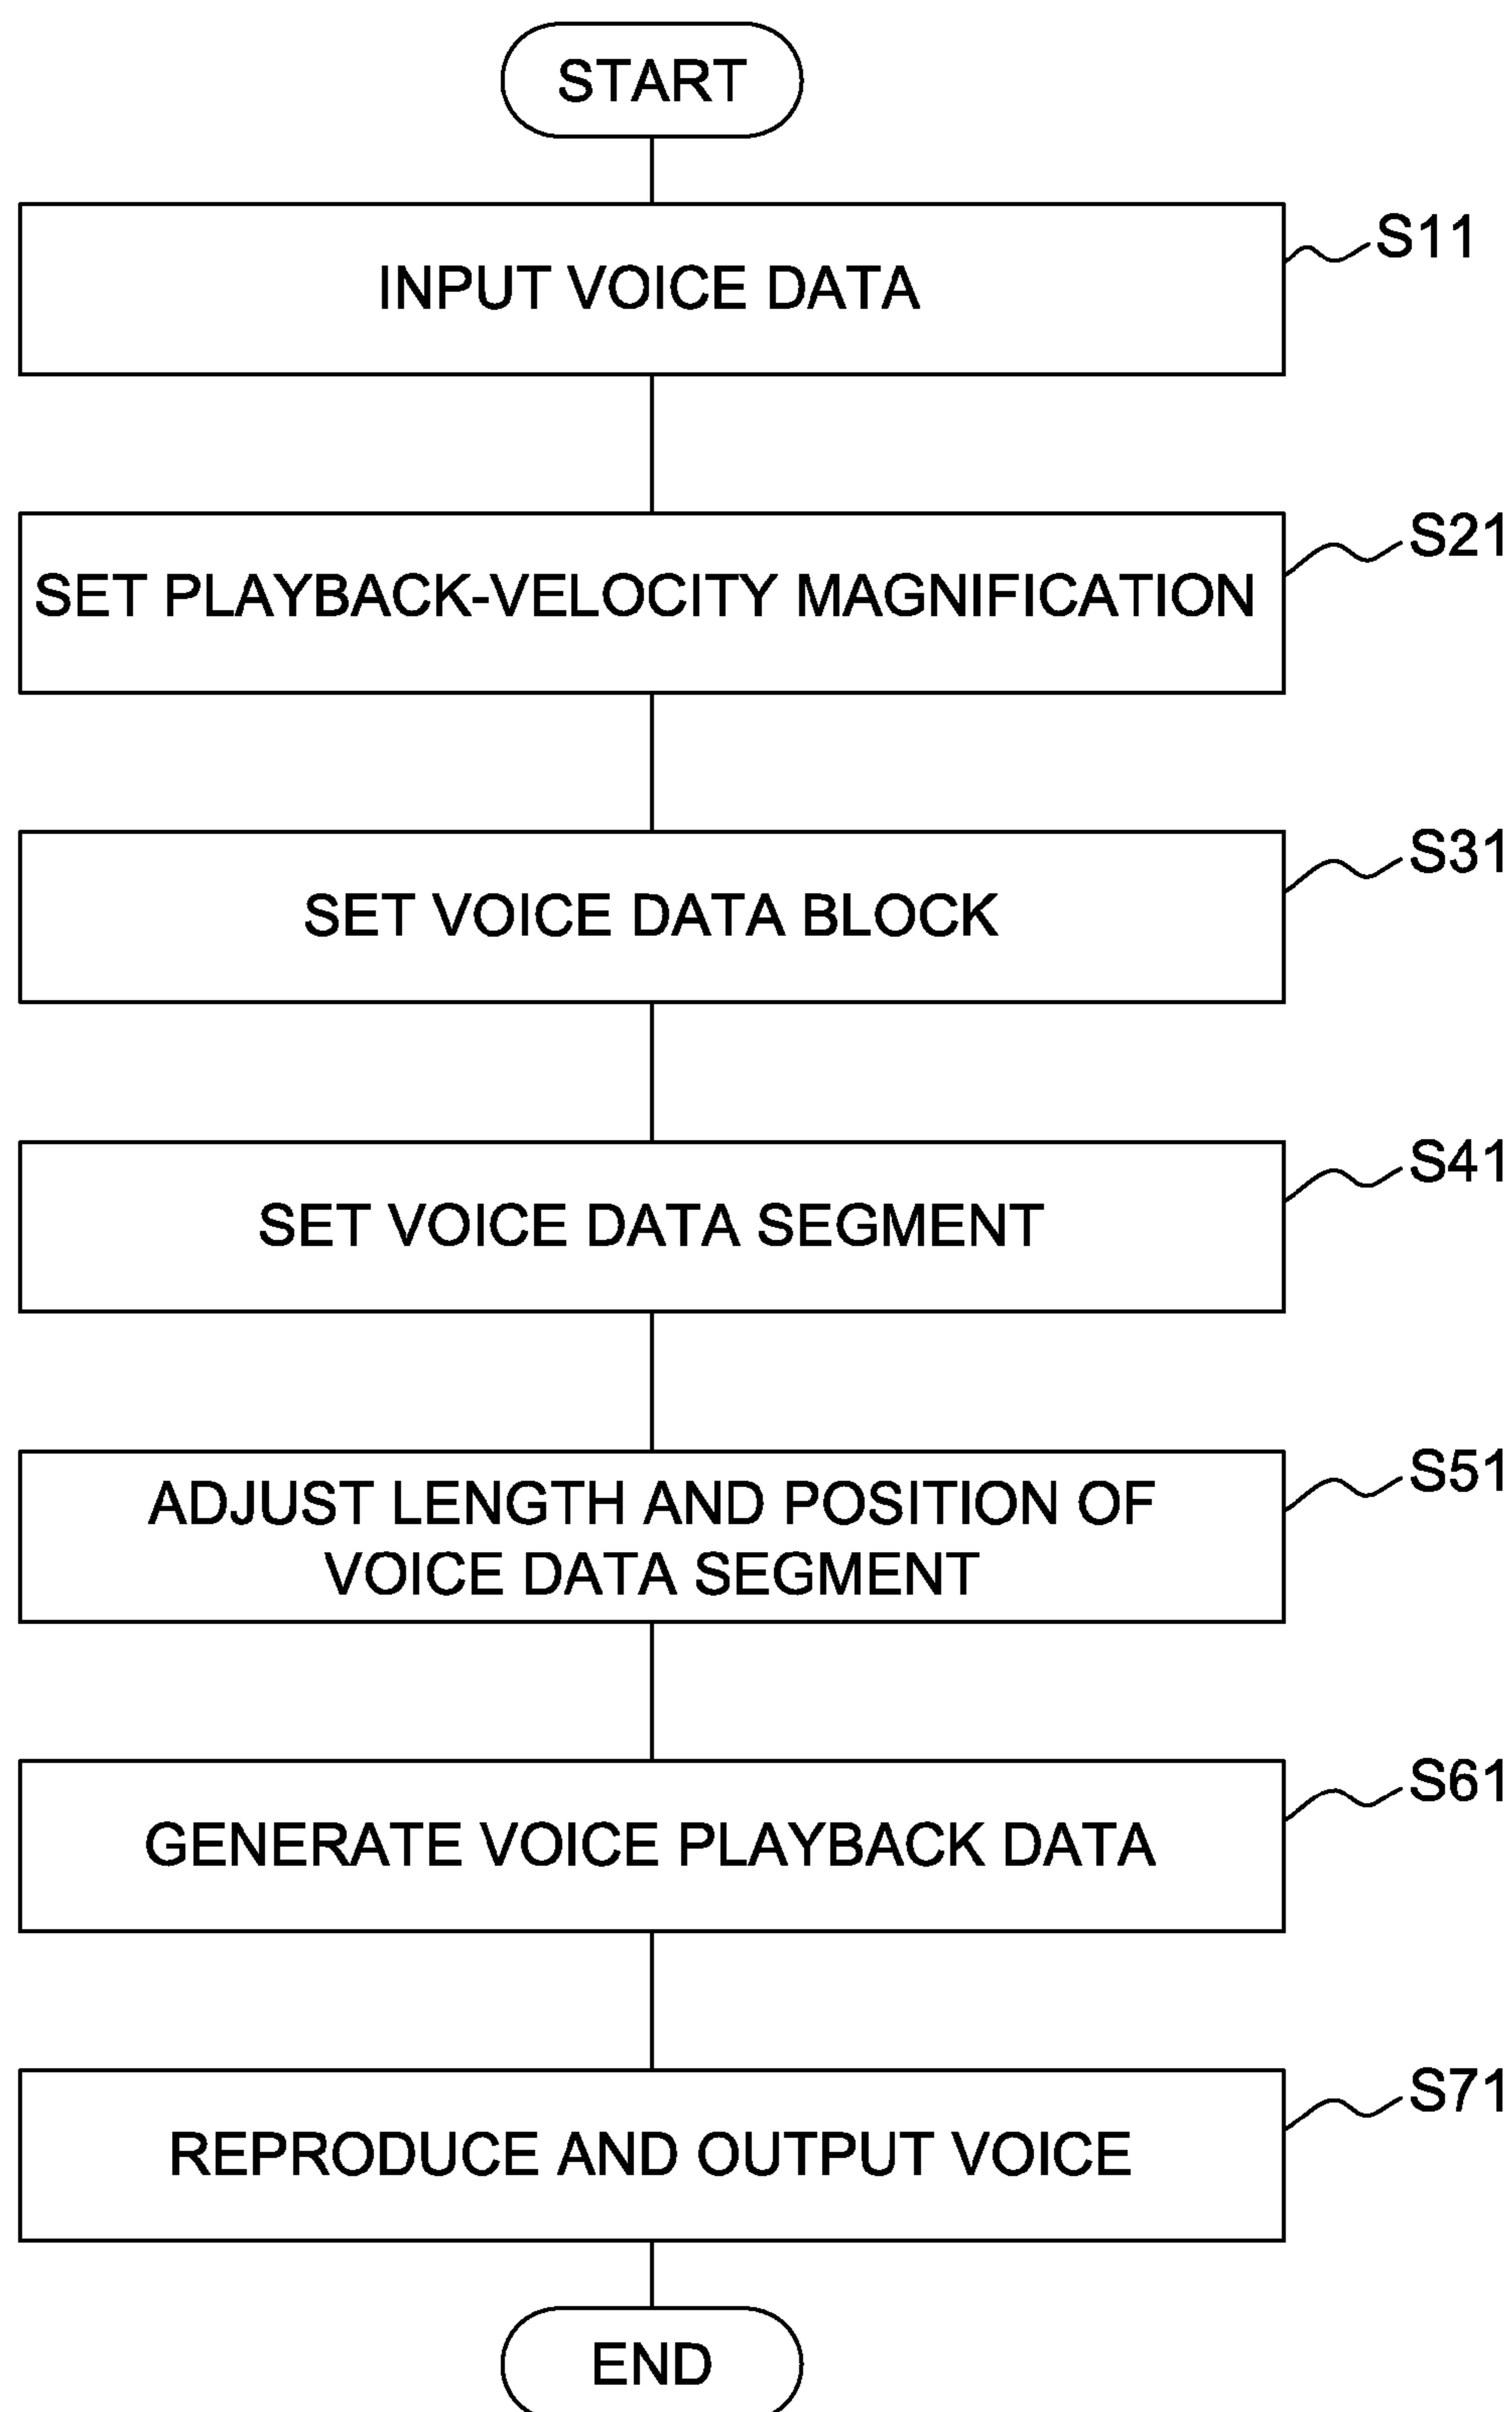 START
INPUT VOICE DATA
S11
SET PLAYBACK-VELOCITY MAGNIFICATION
S21
SET VOICE DATA BLOCK
S31
SET VOICE DATA SEGMENT
S41
ADJUST LENGTH AND POSITION OF
VOICE DATA SEGMENT
S51
GENERATE VOICE PLAYBACK DATA
S61
REPRODUCE AND OUTPUT VOICE
S71
END